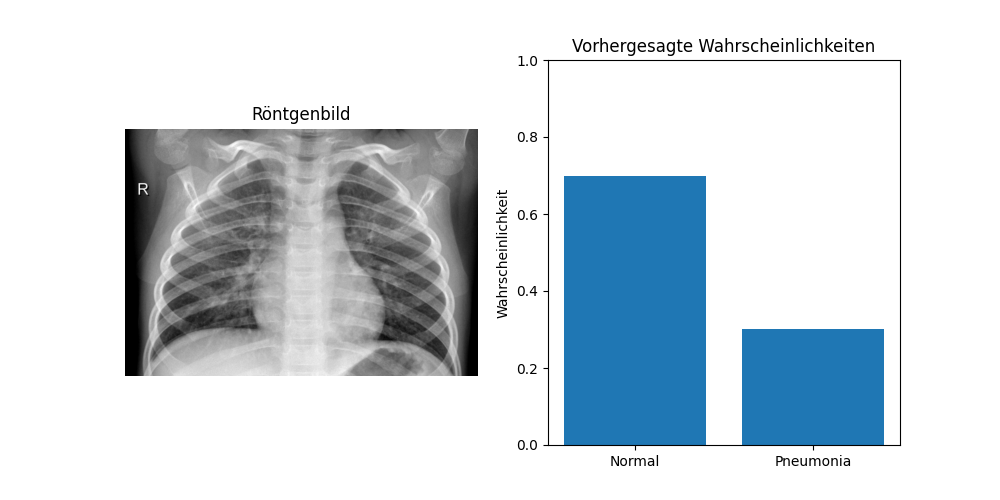 Röntgenbild
R
Vorhergesagte Wahrscheinlichkeiten
Wahrscheinlichkeit
1.0
0.8
0.6
0.4
0.2
0.0
Normal
Pneumonia